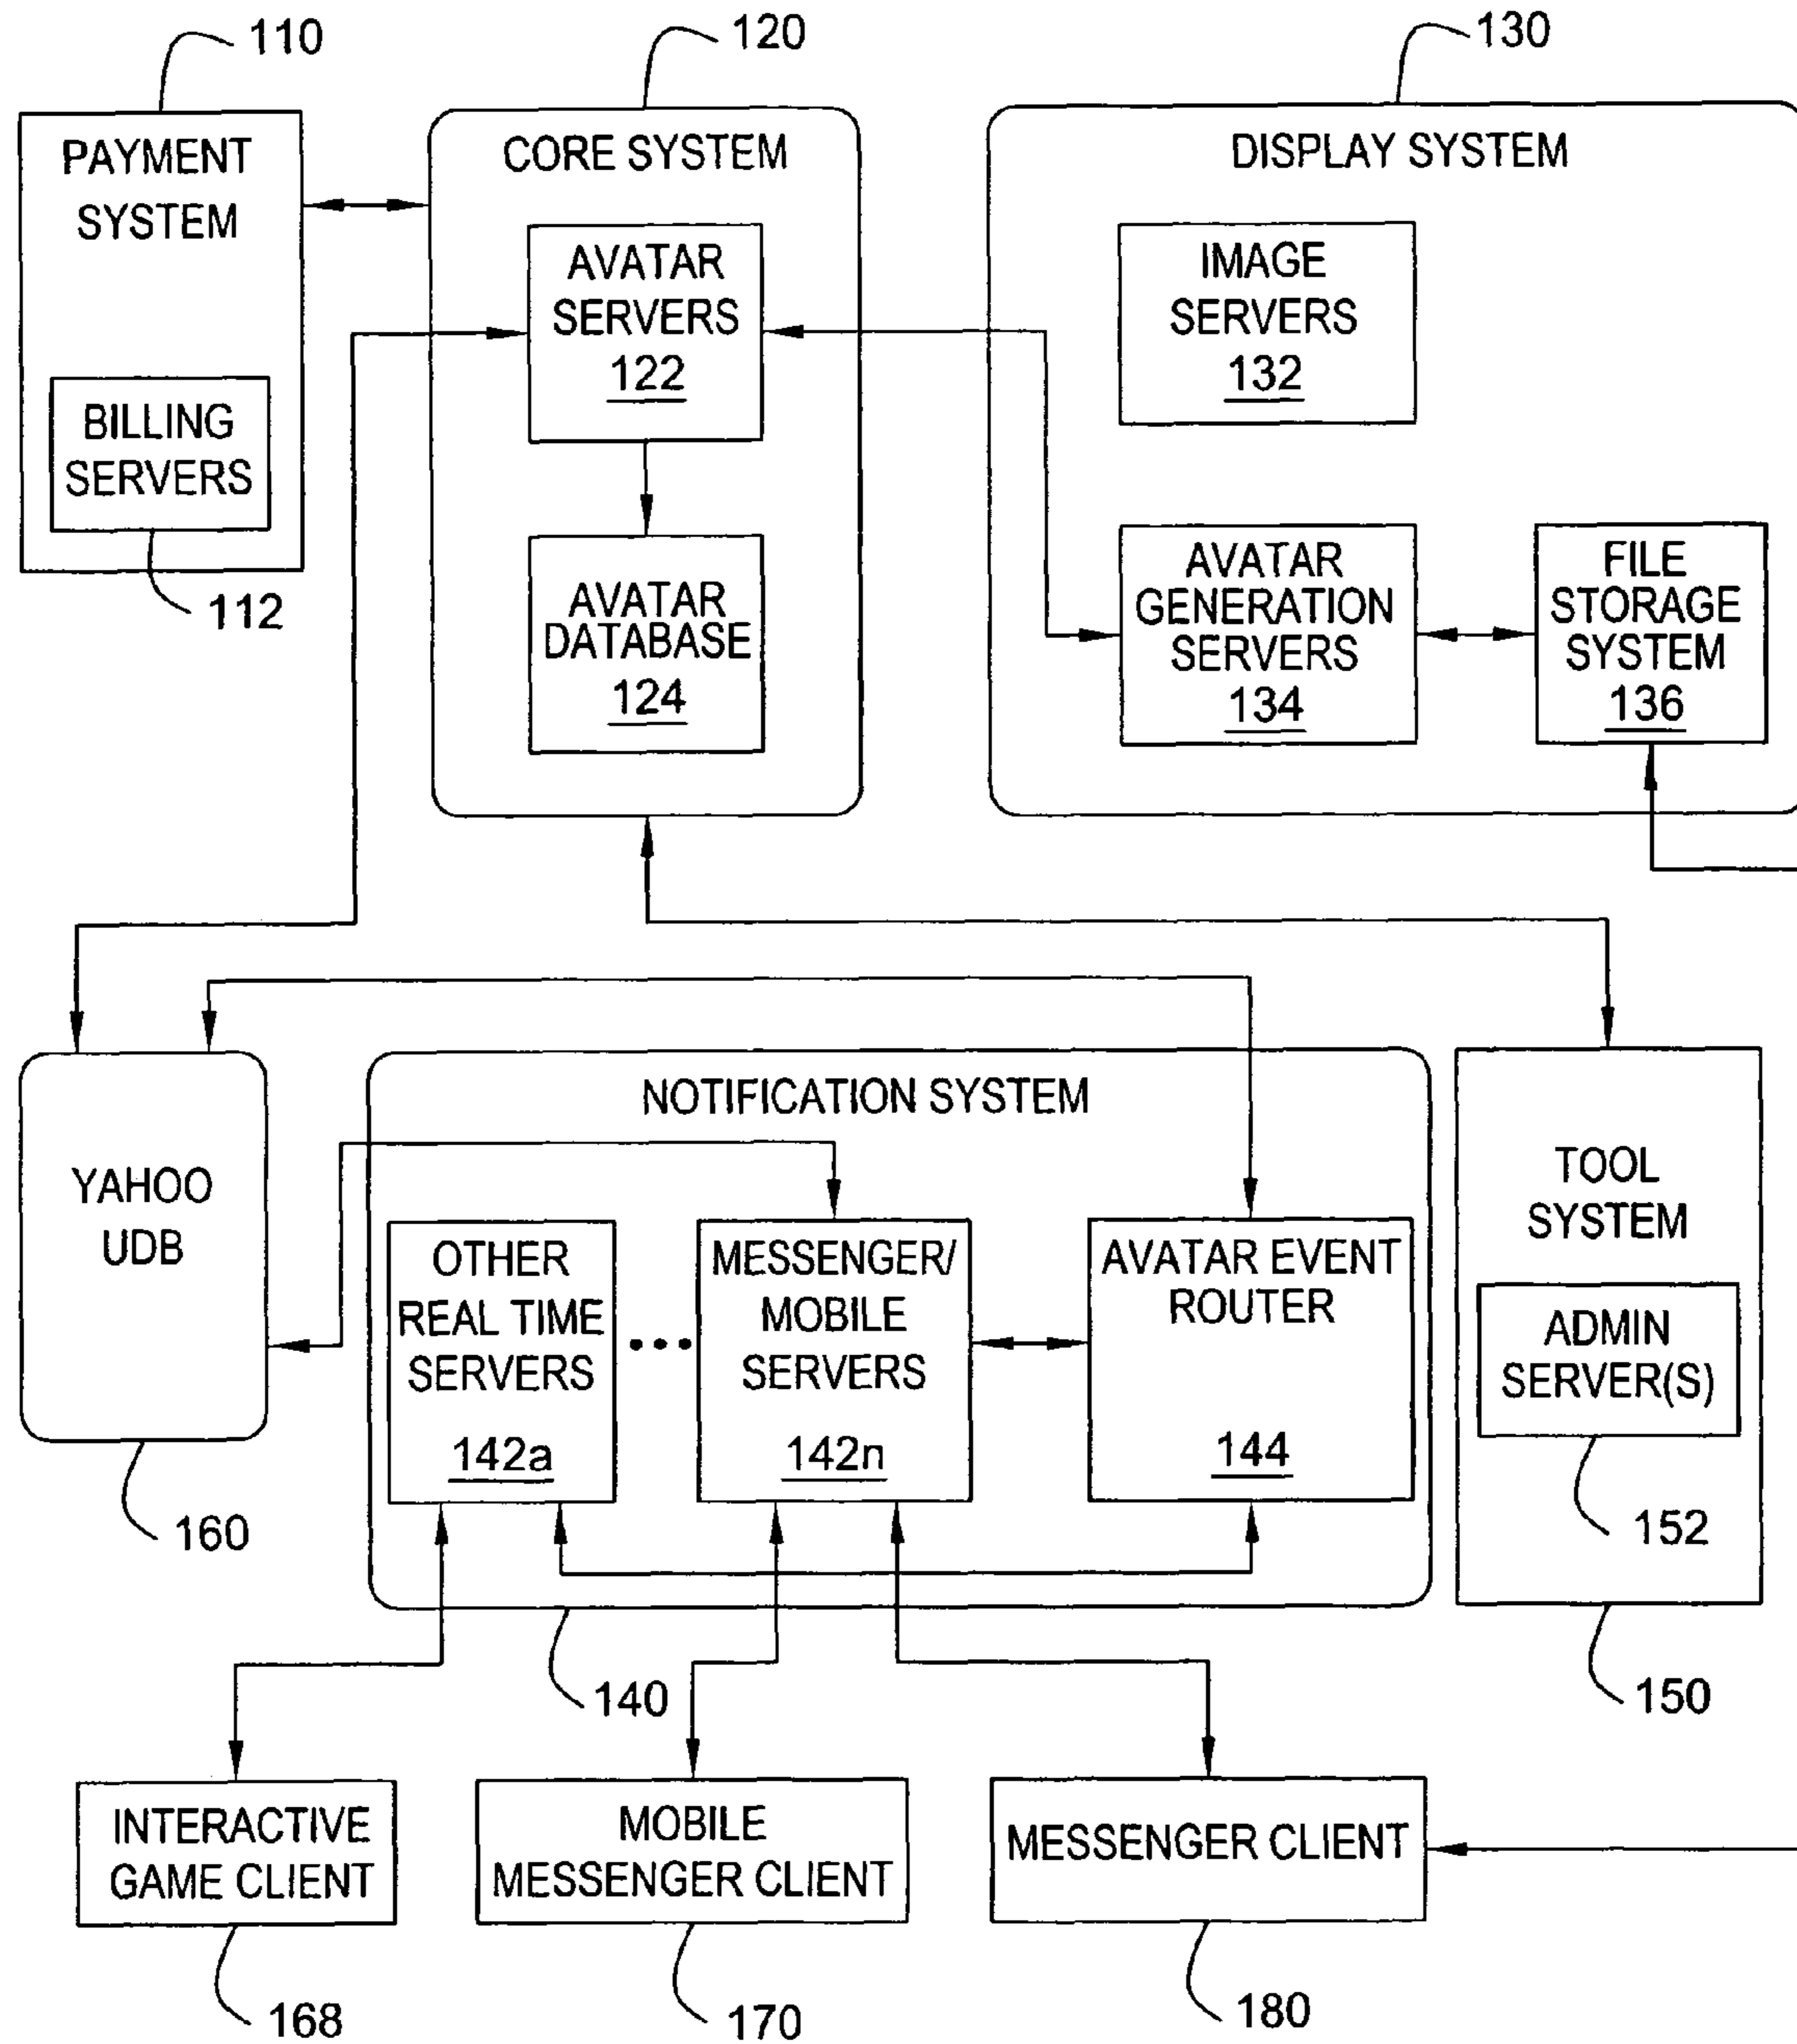 110
120
130
PAYMENT
SYSTEM
BILLING
SERVERS
112
CORE SYSTEM
AVATAR
SERVERS
122
AVATAR
DATABASE
124
DISPLAY SYSTEM
IMAGE
SERVERS
132
AVATAR
GENERATION
SERVERS
134
FILE
STORAGE
SYSTEM
136
YAHOO
UDB
160
NOTIFICATION SYSTEM
OTHER
REAL TIME
SERVERS
142a
MESSENGER/
MOBILE
SERVERS
142n
AVATAR EVENT
ROUTER
144
140
TOOL
SYSTEM
ADMIN
SERVER(S)
152
150
INTERACTIVE
GAME CLIENT
168
MOBILE
MESSENGER CLIENT
170
MESSENGER CLIENT
180